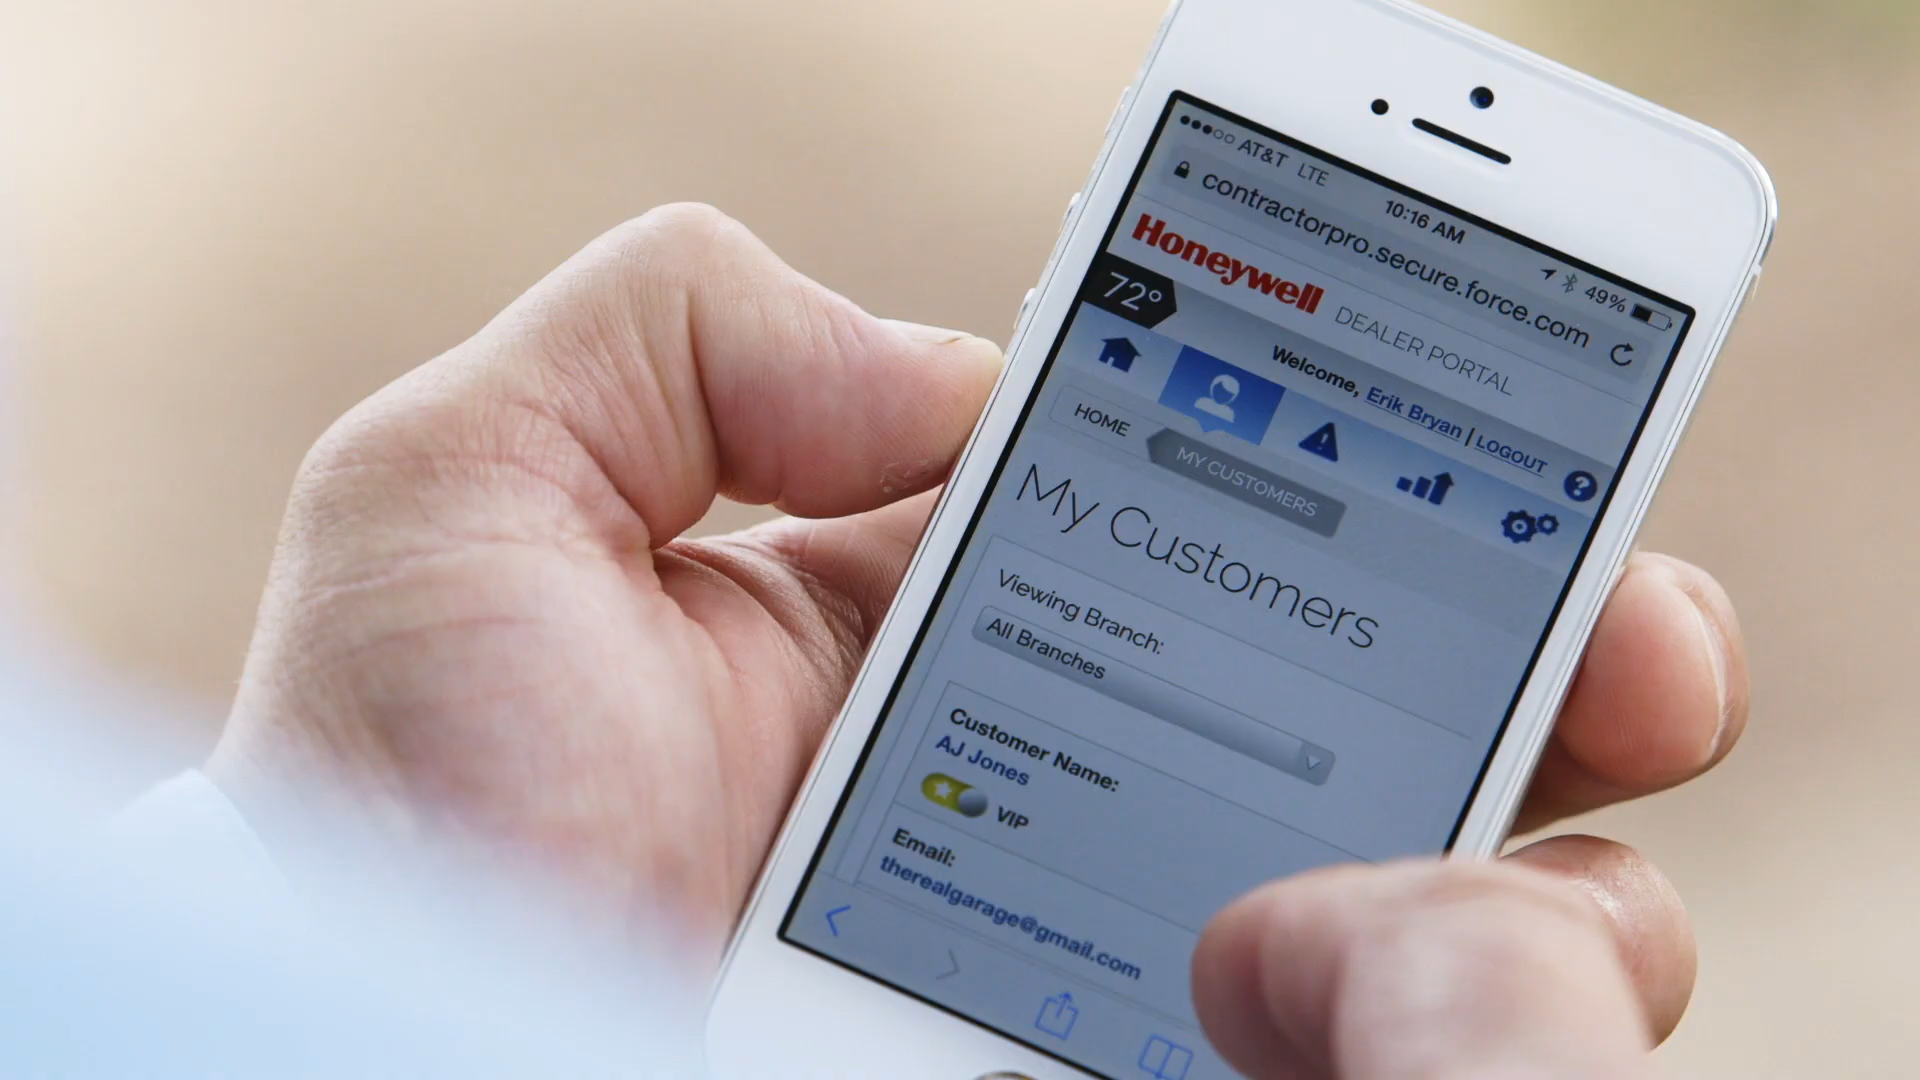 AT&T LTE 10:16 AM 49%
contractorpro.secure.force.com
Honeywell DEALER PORTAL
72°
Welcome, Erik Bryan | LOGOUT
HOME
MY CUSTOMERS
My Customers
Viewing Branch:
All Branches
Customer Name:
AJ Jones
VIP
Email:
therealgarage@gmail.com